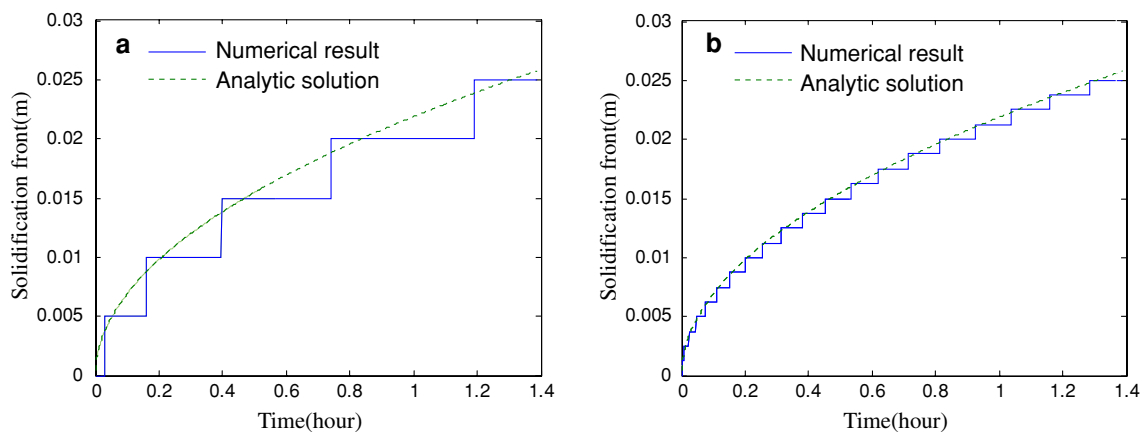 a
Numerical result
Analytic solution
0.03
0.025
0.02
0.015
0.01
0.005
0
Solidification front(m)
0 0.2 0.4 0.6 0.8 1 1.2 1.4
Time(hour)
b
Numerical result
Analytic solution
0.03
0.025
0.02
0.015
0.01
0.005
0
Solidification front(m)
0 0.2 0.4 0.6 0.8 1 1.2 1.4
Time(hour)